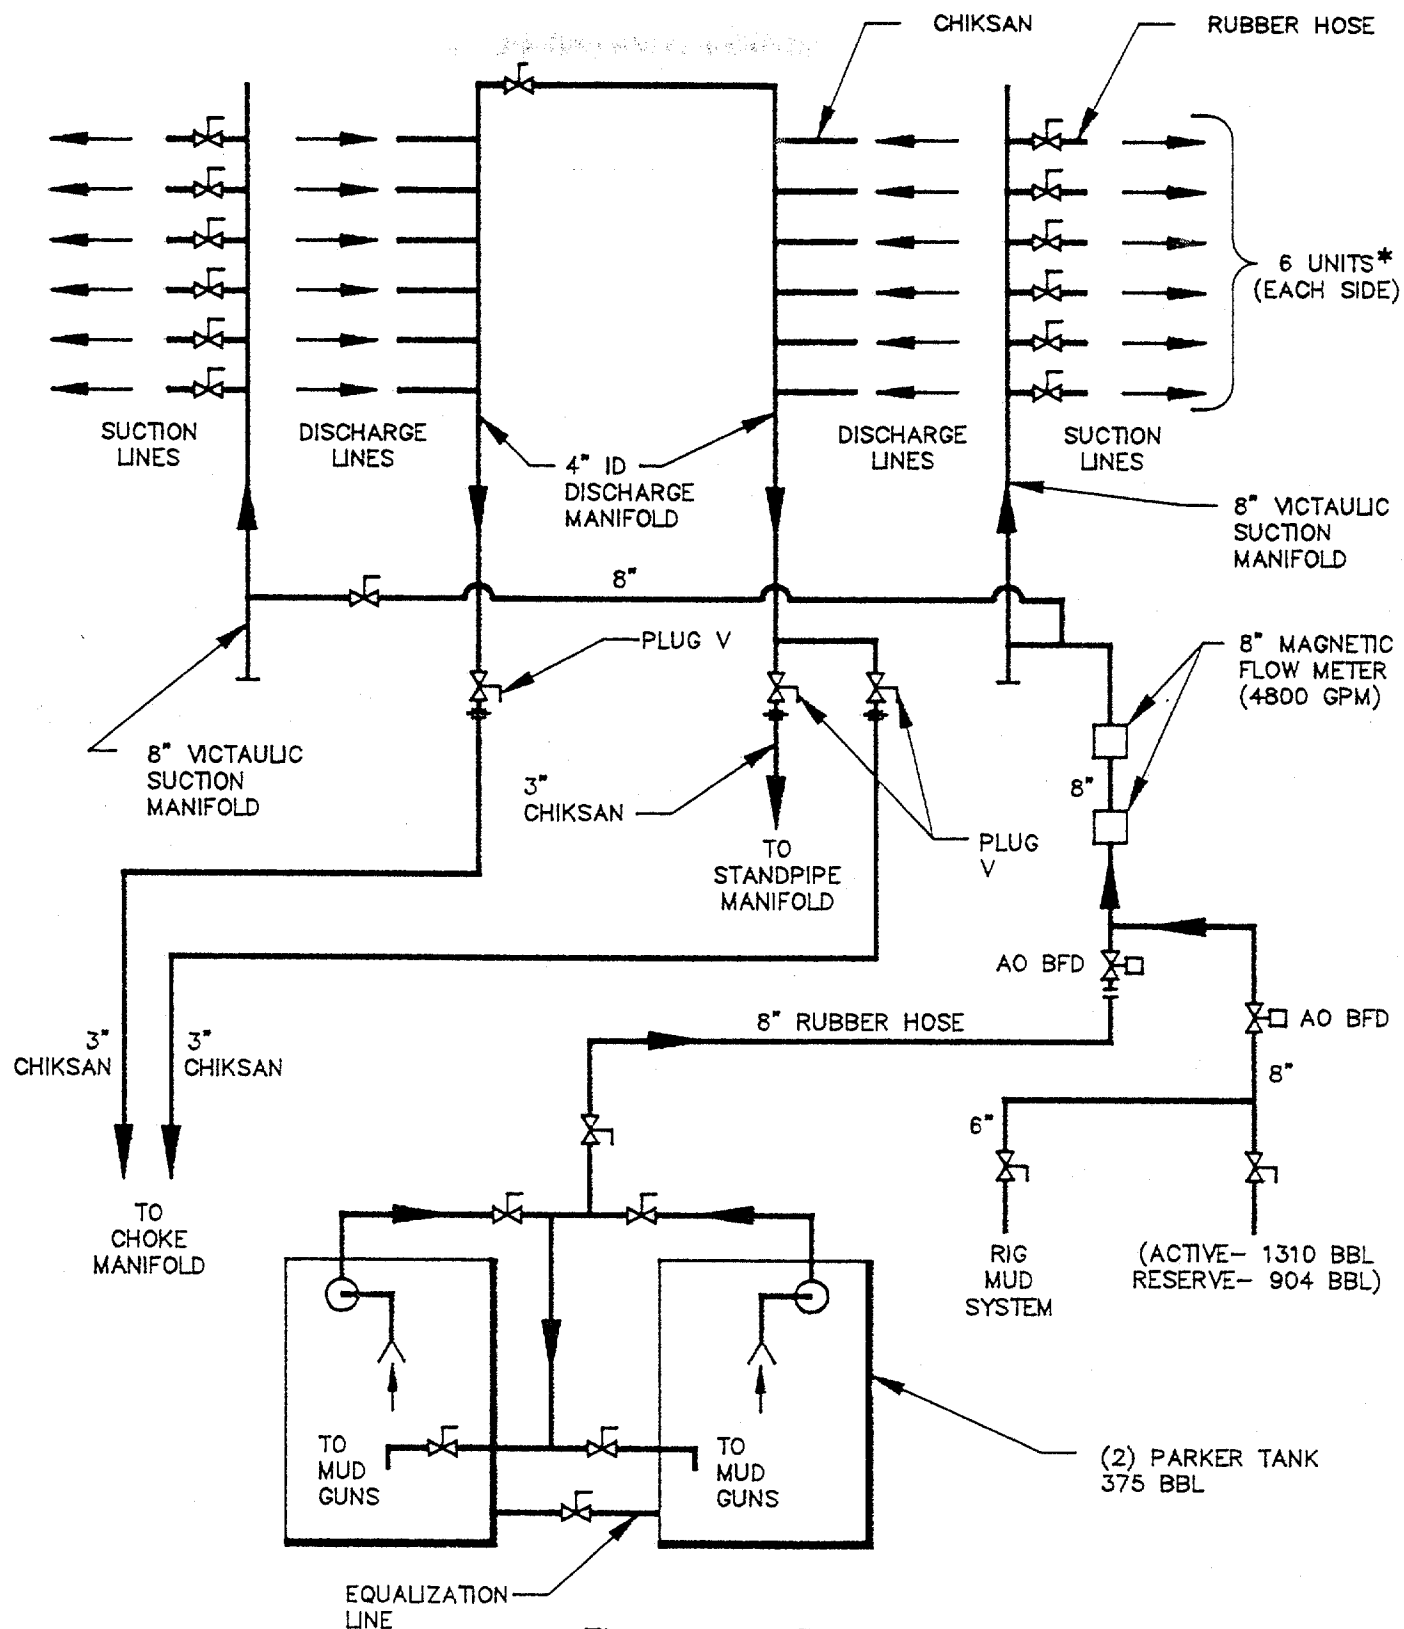 CHIKSAN
RUBBER HOSE
6 UNITS*
(EACH SIDE)
SUCTION
LINES
DISCHARGE
LINES
4" ID
DISCHARGE
MANIFOLD
DISCHARGE
LINES
SUCTION
LINES
8" VICTAULIC
SUCTION
MANIFOLD
8"
PLUG V
8" MAGNETIC
FLOW METER
(4800 GPM)
8" VICTAULIC
SUCTION
MANIFOLD
3"
CHIKSAN
8"
TO
STANDPIPE
MANIFOLD
PLUG
V
AO BFD
8" RUBBER HOSE
AO BFD
3"
CHIKSAN
3"
CHIKSAN
8"
6"
TO
CHOKE
MANIFOLD
RIG
MUD
SYSTEM
(ACTIVE- 1310 BBL
RESERVE- 904 BBL)
TO
MUD
GUNS
TO
MUD
GUNS
(2) PARKER TANK
375 BBL
EQUALIZATION
LINE